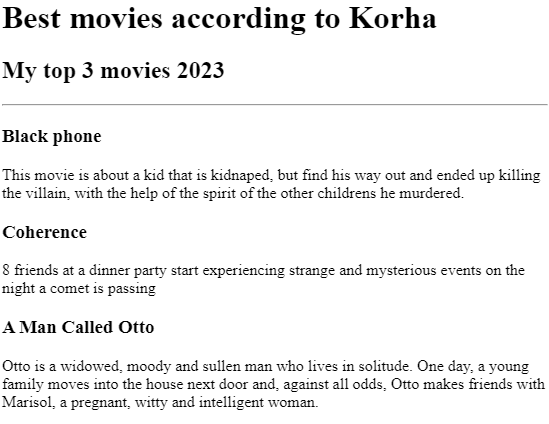 Best movies according to Korha
My top 3 movies 2023
Black phone
This movie is about a kid that is kidnaped, but find his way out and ended up killing
the villain, with the help of the spirit of the other childrens he murdered.
Coherence
8 friends at a dinner party start experiencing strange and mysterious events on the
night a comet is passing
A Man Called Otto
Otto is a widowed, moody and sullen man who lives in solitude. One day, a young
family moves into the house next door and, against all odds, Otto makes friends with
Marisol, a pregnant, witty and intelligent woman.